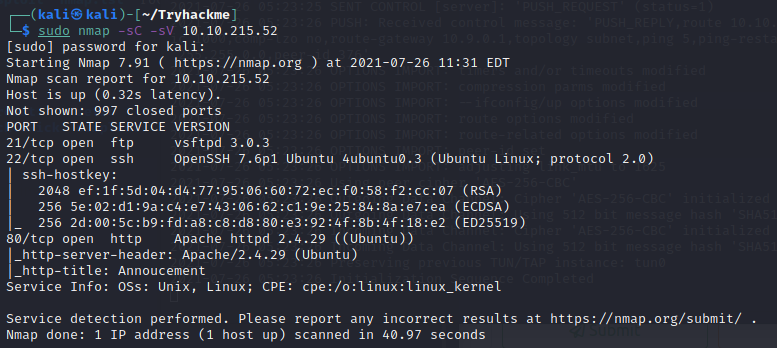 (kali㉿kali)-[~/Tryhackme]
$ sudo nmap -sC -sV 10.10.215.52
[sudo] password for kali:
Starting Nmap 7.91 ( https://nmap.org ) at 2021-07-26 11:31 EDT
Nmap scan report for 10.10.215.52
Host is up (0.32s latency).
Not shown: 997 closed ports
PORT   STATE SERVICE VERSION
21/tcp open  ftp     vsftpd 3.0.3
22/tcp open  ssh     OpenSSH 7.6p1 Ubuntu 4ubuntu0.3 (Ubuntu Linux; protocol 2.0)
| ssh-hostkey:
|   2048 ef:1f:5d:04:d4:77:95:06:60:72:ec:f0:58:f2:cc:07 (RSA)
|   256 5e:02:d1:9a:c4:e7:43:06:62:c1:9e:25:84:8a:e7:ea (ECDSA)
|_  256 2d:00:5c:b9:fd:a8:c8:d8:80:e3:92:4f:8b:4f:18:e2 (ED25519)
80/tcp open  http    Apache httpd 2.4.29 ((Ubuntu))
|_http-server-header: Apache/2.4.29 (Ubuntu)
|_http-title: Annoucement
Service Info: OSs: Unix, Linux; CPE: cpe:/o:linux:linux_kernel
Service detection performed. Please report any incorrect results at https://nmap.org/submit/ .
Nmap done: 1 IP address (1 host up) scanned in 40.97 seconds